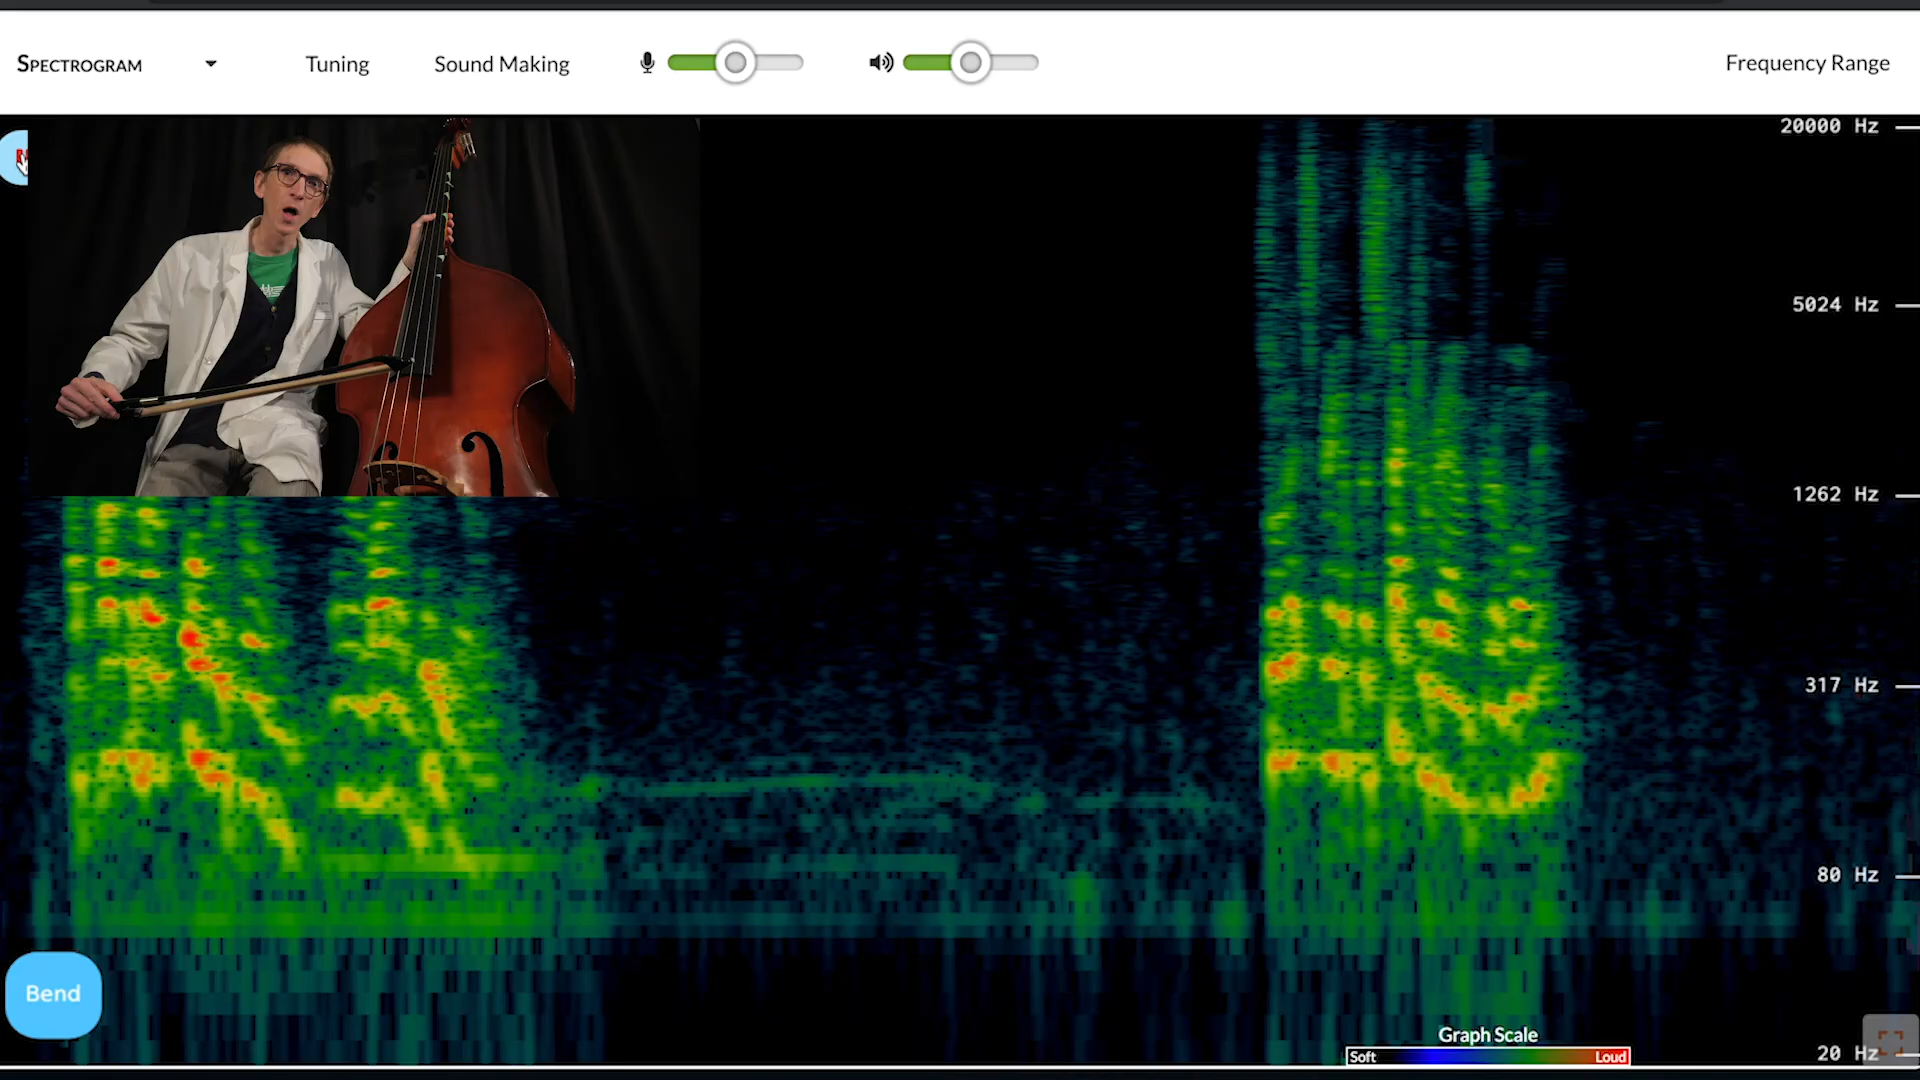 SPECTROGRAM
Tuning
Sound Making
Frequency Range
20000 Hz
5024 Hz
1262 Hz
317 Hz
80 Hz
Bend
Graph Scale
Soft
Loud
20 Hz